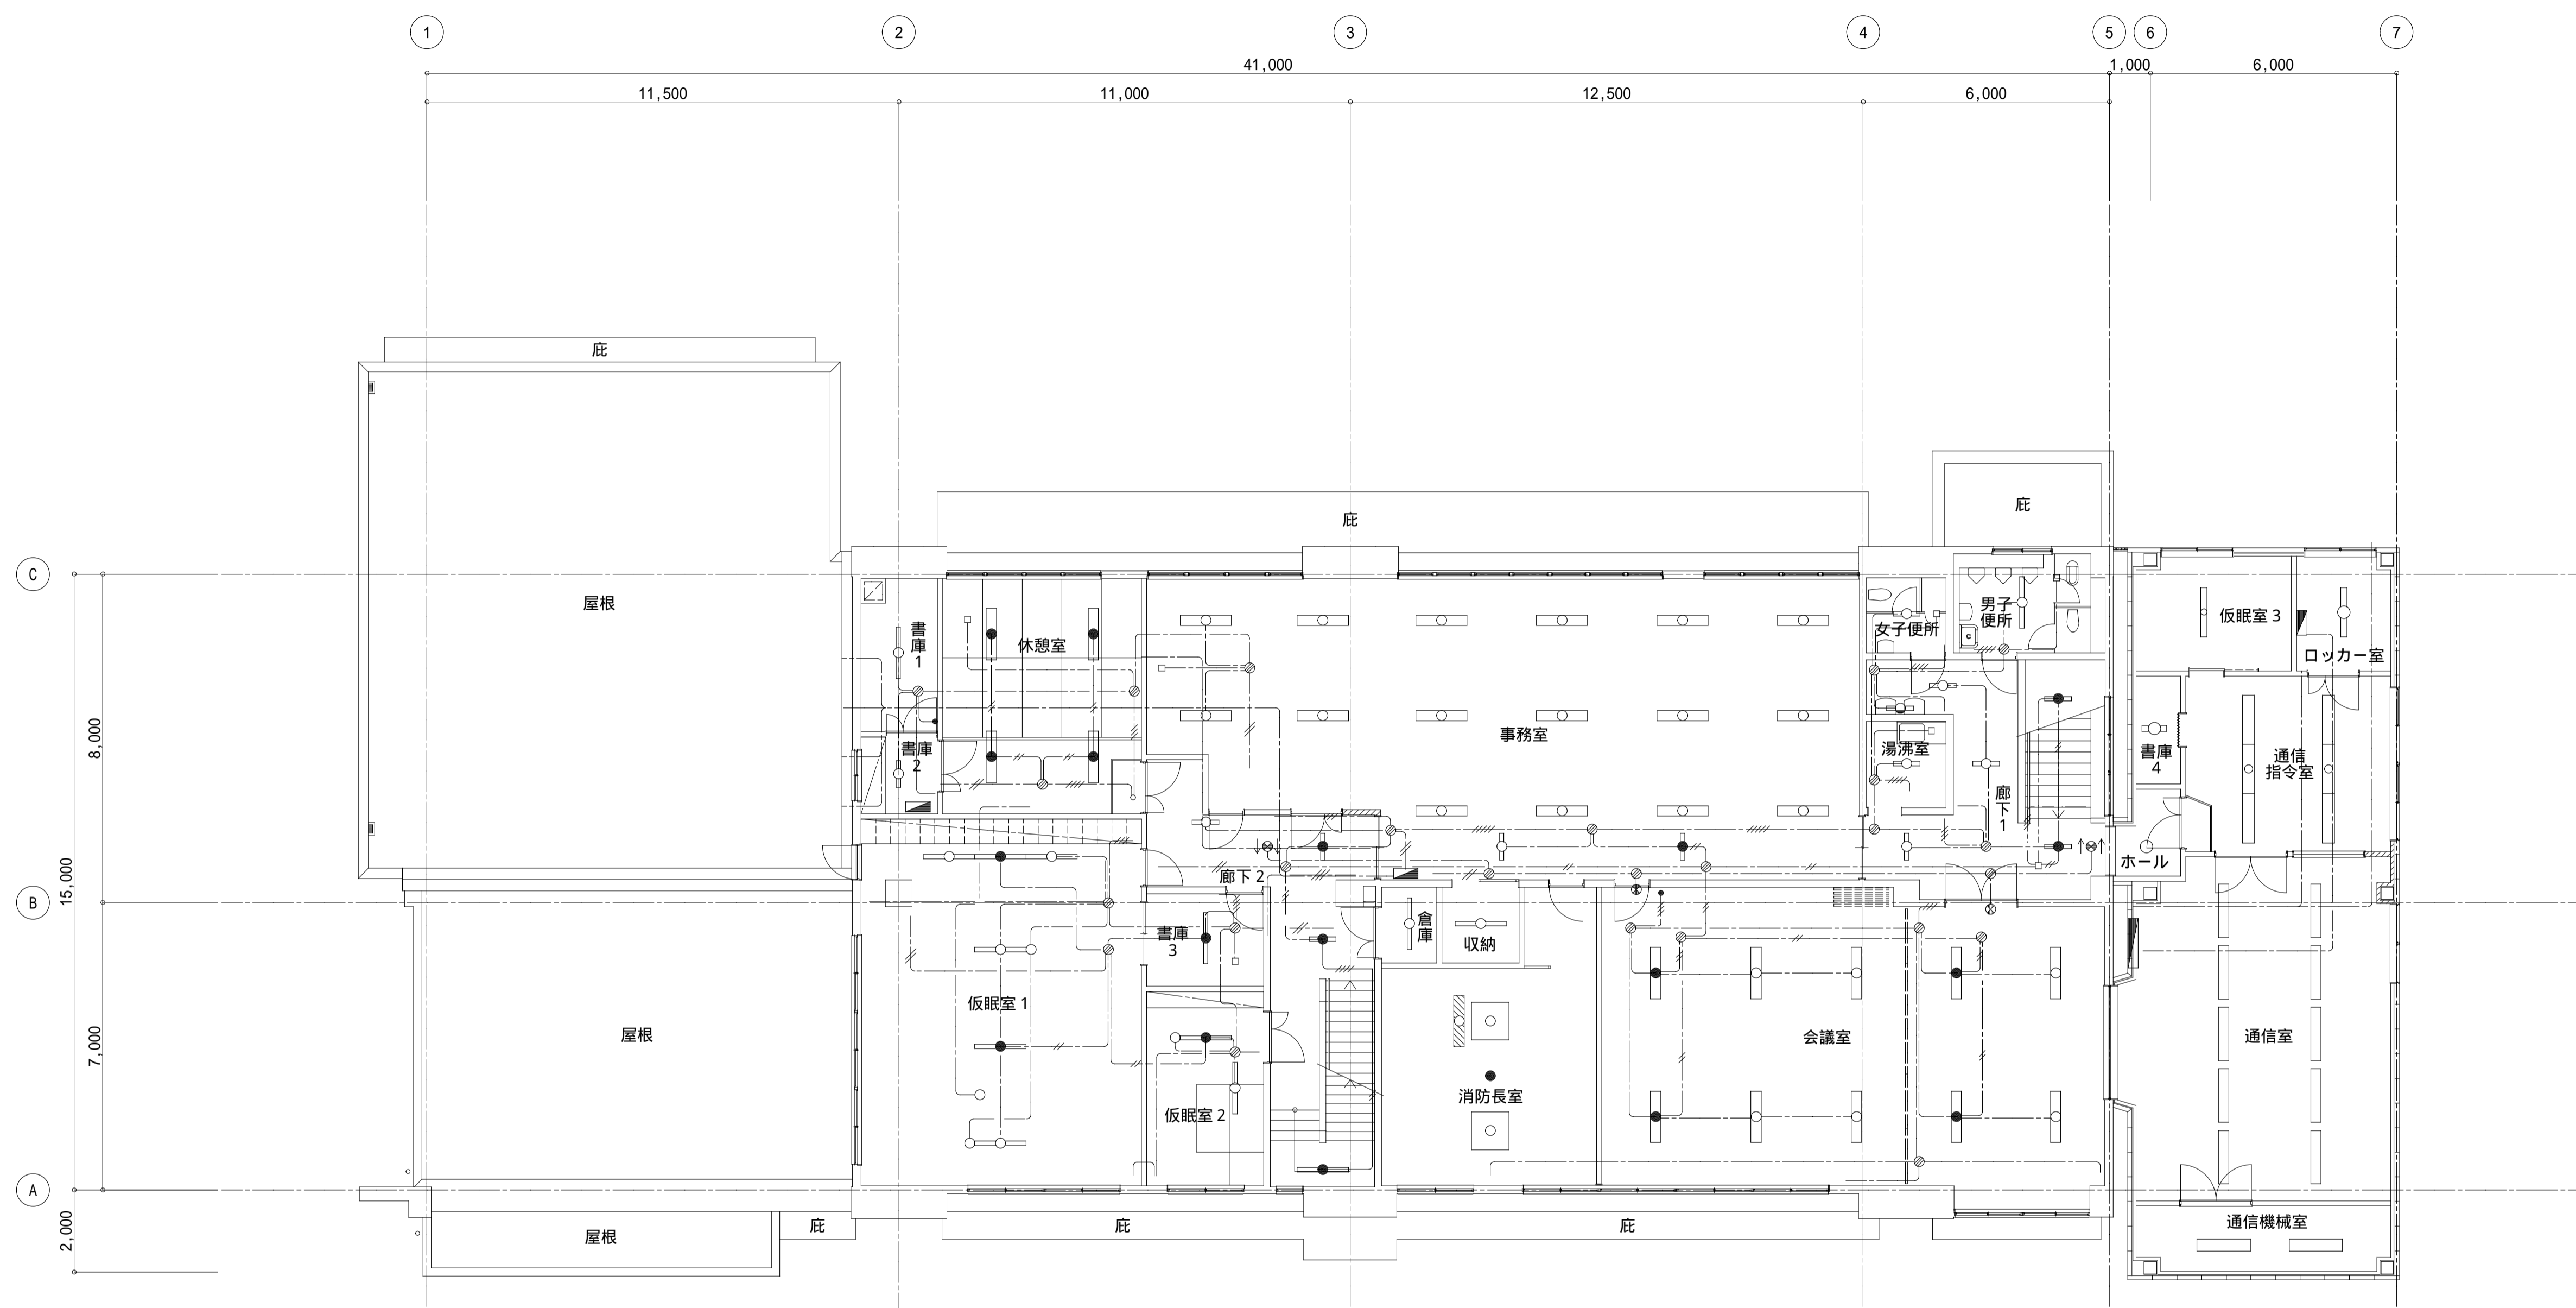 1
2
3
4
5
6
7
41,000
1,000
6,000
11,500
11,000
12,500
6,000
庇
庇
庇
C
屋根
書庫1
休憩室
女子便所
男子
便所
仮眠室3
ロッカー室
8,000
書庫
2
事務室
湯沸室
廊下1
書庫
4
通信
指令室
ホール
廊下2
15,000
B
書庫
3
倉庫
収納
仮眠室1
屋根
7,000
会議室
通信室
消防長室
仮眠室2
A
2,000
屋根
庇
庇
庇
通信機械室